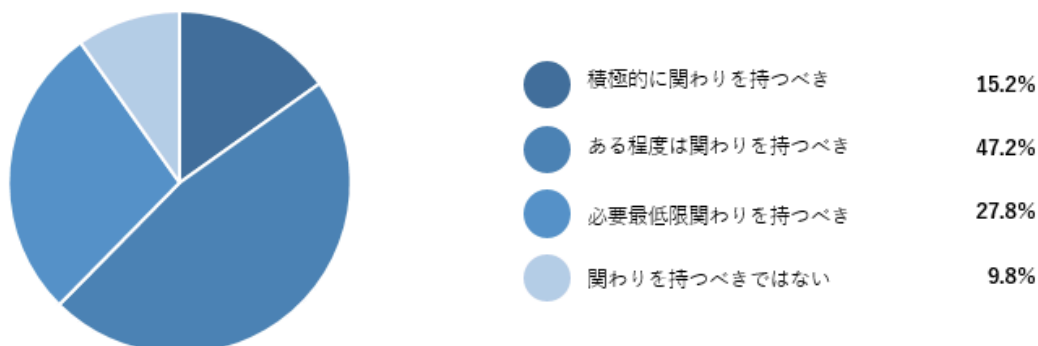 積極的に関わりを持つべき 15.2%
ある程度は関わりを持つべき 47.2%
必要最低限関わりを持つべき 27.8%
関わりを持つべきではない 9.8%